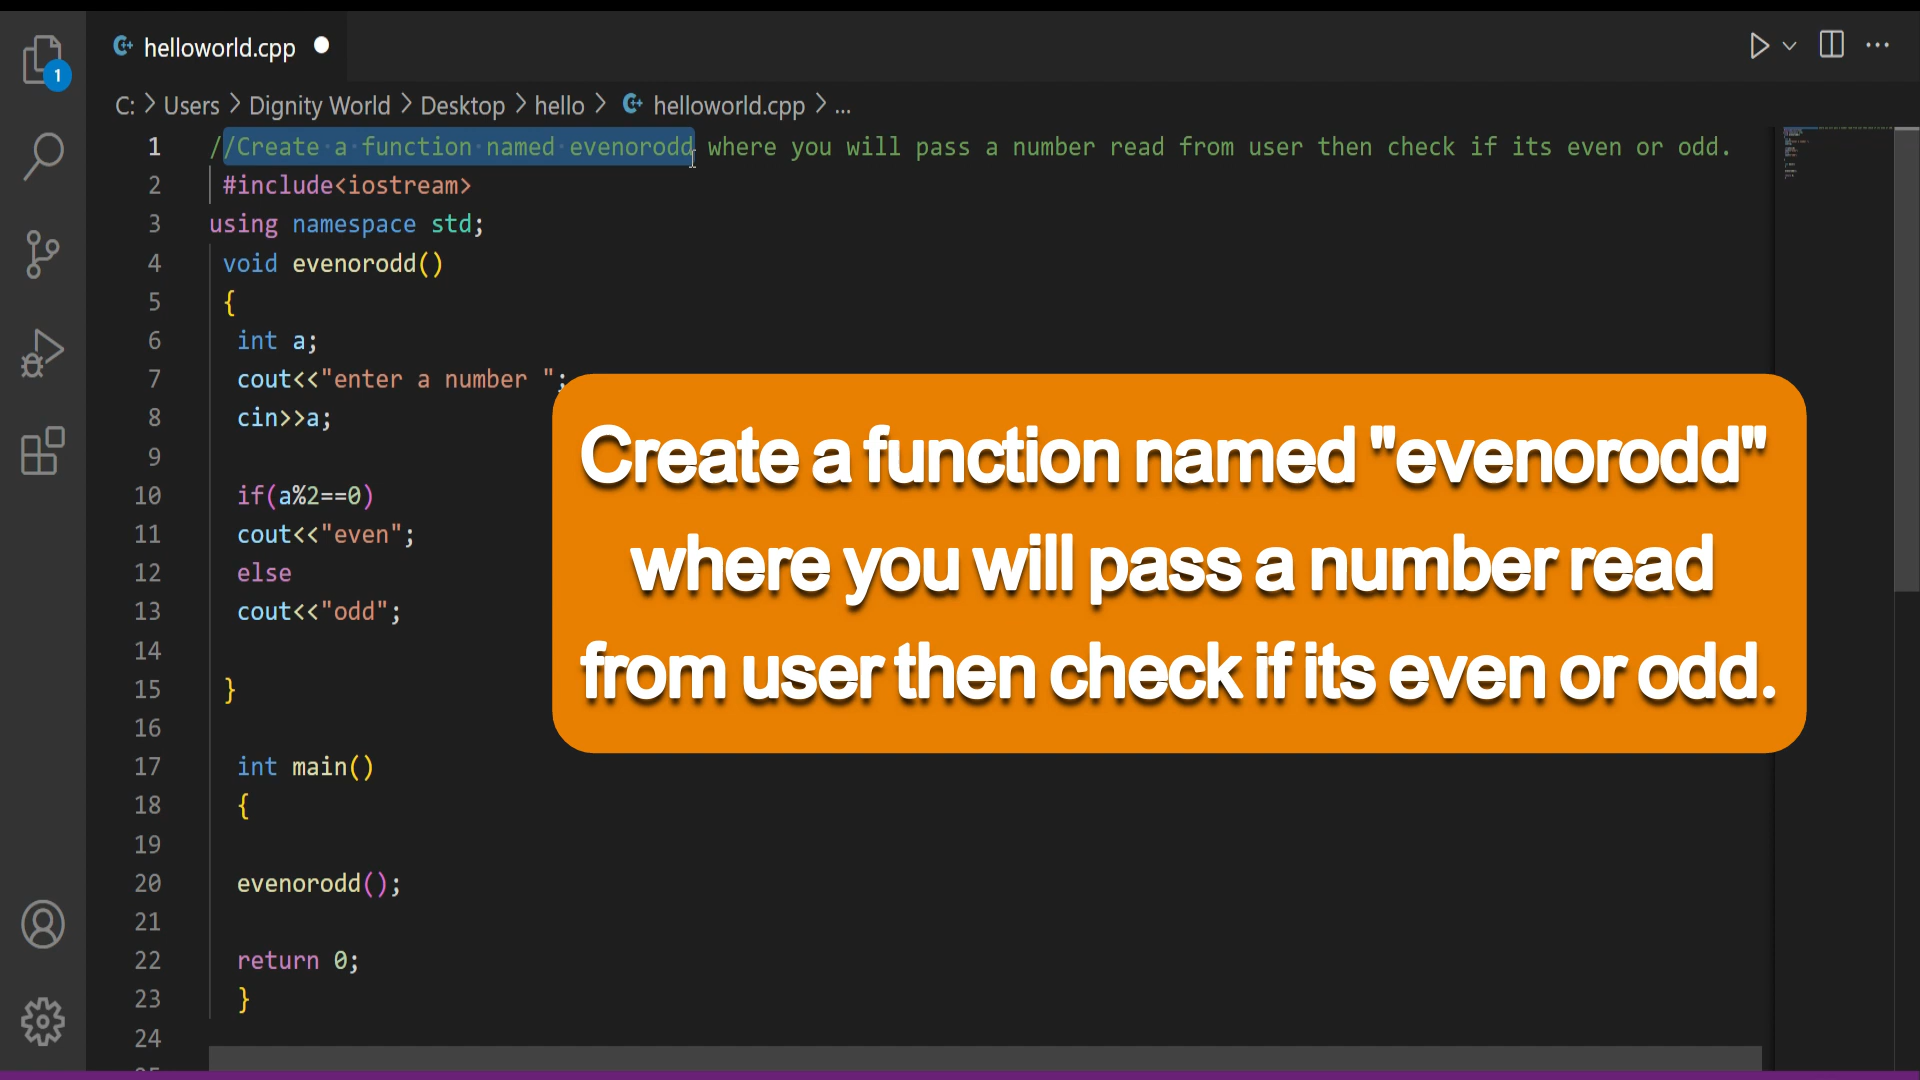 helloworld.cpp
1
C: > Users > Dignity World > Desktop > hello > helloworld.cpp > ...
1 //Create a function named evenorodd where you will pass a number read from user then check if its even or odd.
2 #include<iostream>
3 using namespace std;
4 void evenorodd()
5 {
6 int a;
7 cout<<"enter a number ";
8 cin>>a;
9
10 if(a%2==0)
11 cout<<"even";
12 else
13 cout<<"odd";
14
15 }
16
17 int main()
18 {
19
20 evenorodd();
21
22 return 0;
23 }
24
Create a function named "evenorodd"
where you will pass a number read
from user then check if its even or odd.